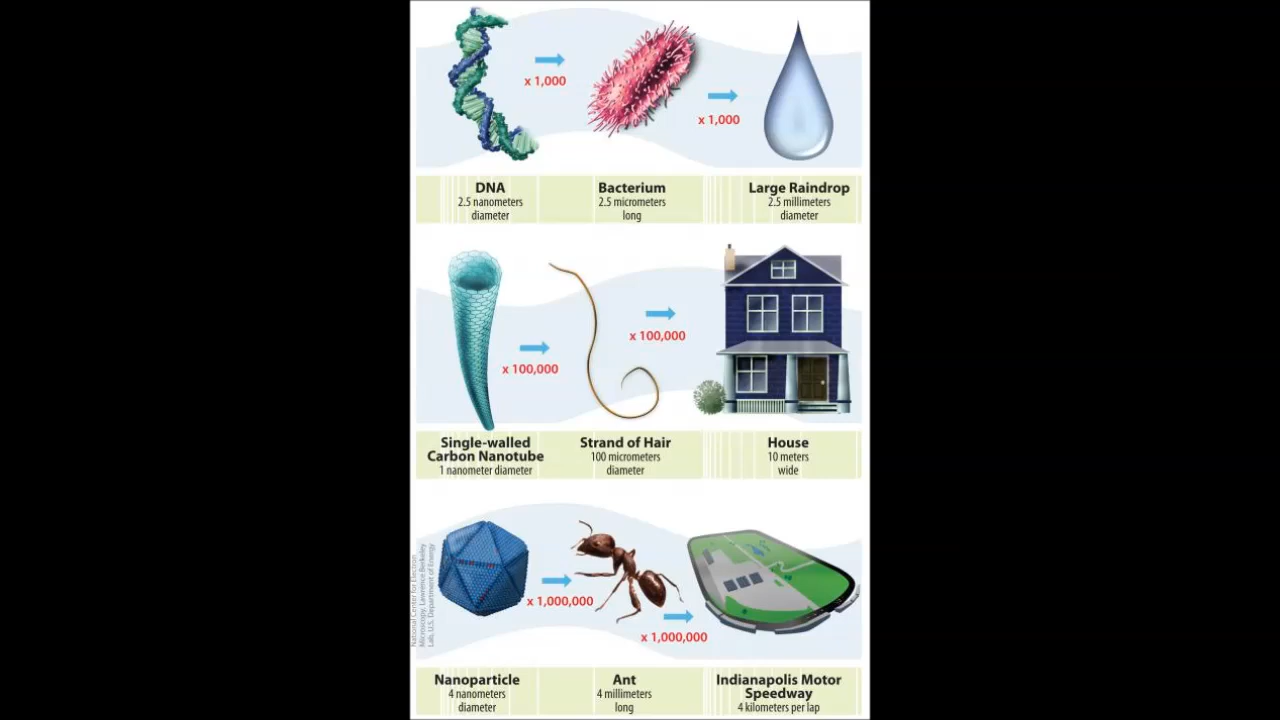 x 1,000
x 1,000
DNA
2.5 nanometers
diameter
Bacterium
2.5 micrometers
long
Large Raindrop
2.5 millimeters
diameter
x 100,000
x 100,000
Single-walled
Carbon Nanotube
1 nanometer diameter
Strand of Hair
100 micrometers
diameter
House
10 meters
wide
National Center for Electron
Microscopy, Lawrence Berkeley
Lab, U.S. Department of Energy
x 1,000,000
x 1,000,000
Nanoparticle
4 nanometers
diameter
Ant
4 millimeters
long
Indianapolis Motor
Speedway
4 kilometers per lap